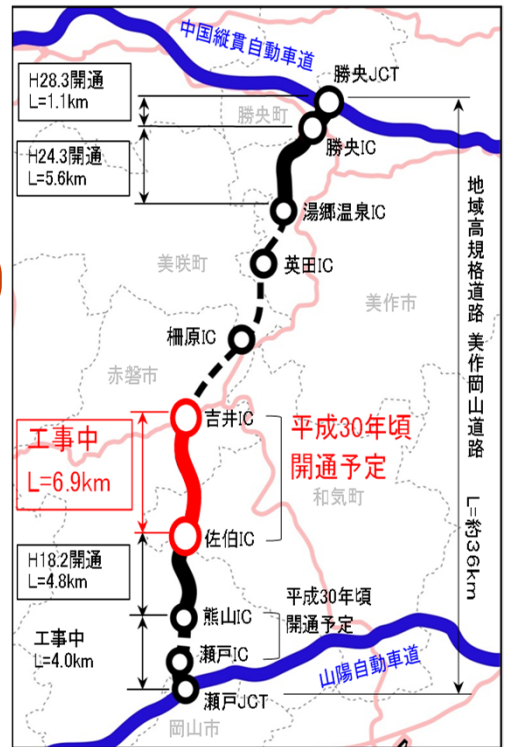 中国縦貫自動車道
勝央JCT
H28.3開通
L=1.1km
勝央町
勝央IC
H24.3開通
L=5.6km
湯郷温泉IC
美咲町
英田IC
美作市
柵原IC
赤磐市
地域高規格道路 美作岡山道路 L=約36km
吉井IC
工事中
L=6.9km
平成30年頃
開通予定
和気町
佐伯IC
H18.2開通
L=4.8km
熊山IC
平成30年頃
開通予定
工事中
L=4.0km
瀬戸IC
山陽自動車道
瀬戸JCT
岡山市